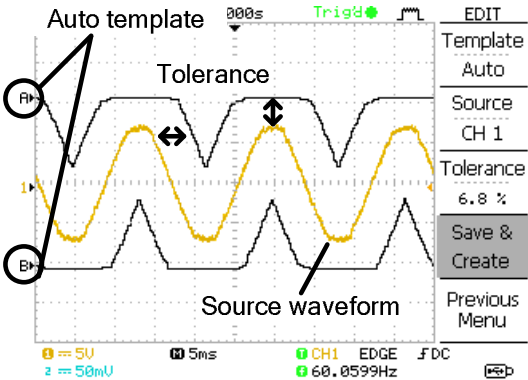 Auto template
000s
Trig'd
EDIT
Template
Auto
Source
CH 1
Tolerance
6.8 %
Save &
Create
Previous
Menu
A
Tolerance
1
B
Source waveform
1 5V
M 5ms
T CH1 EDGE DC
2 50mV
f 60.0599Hz